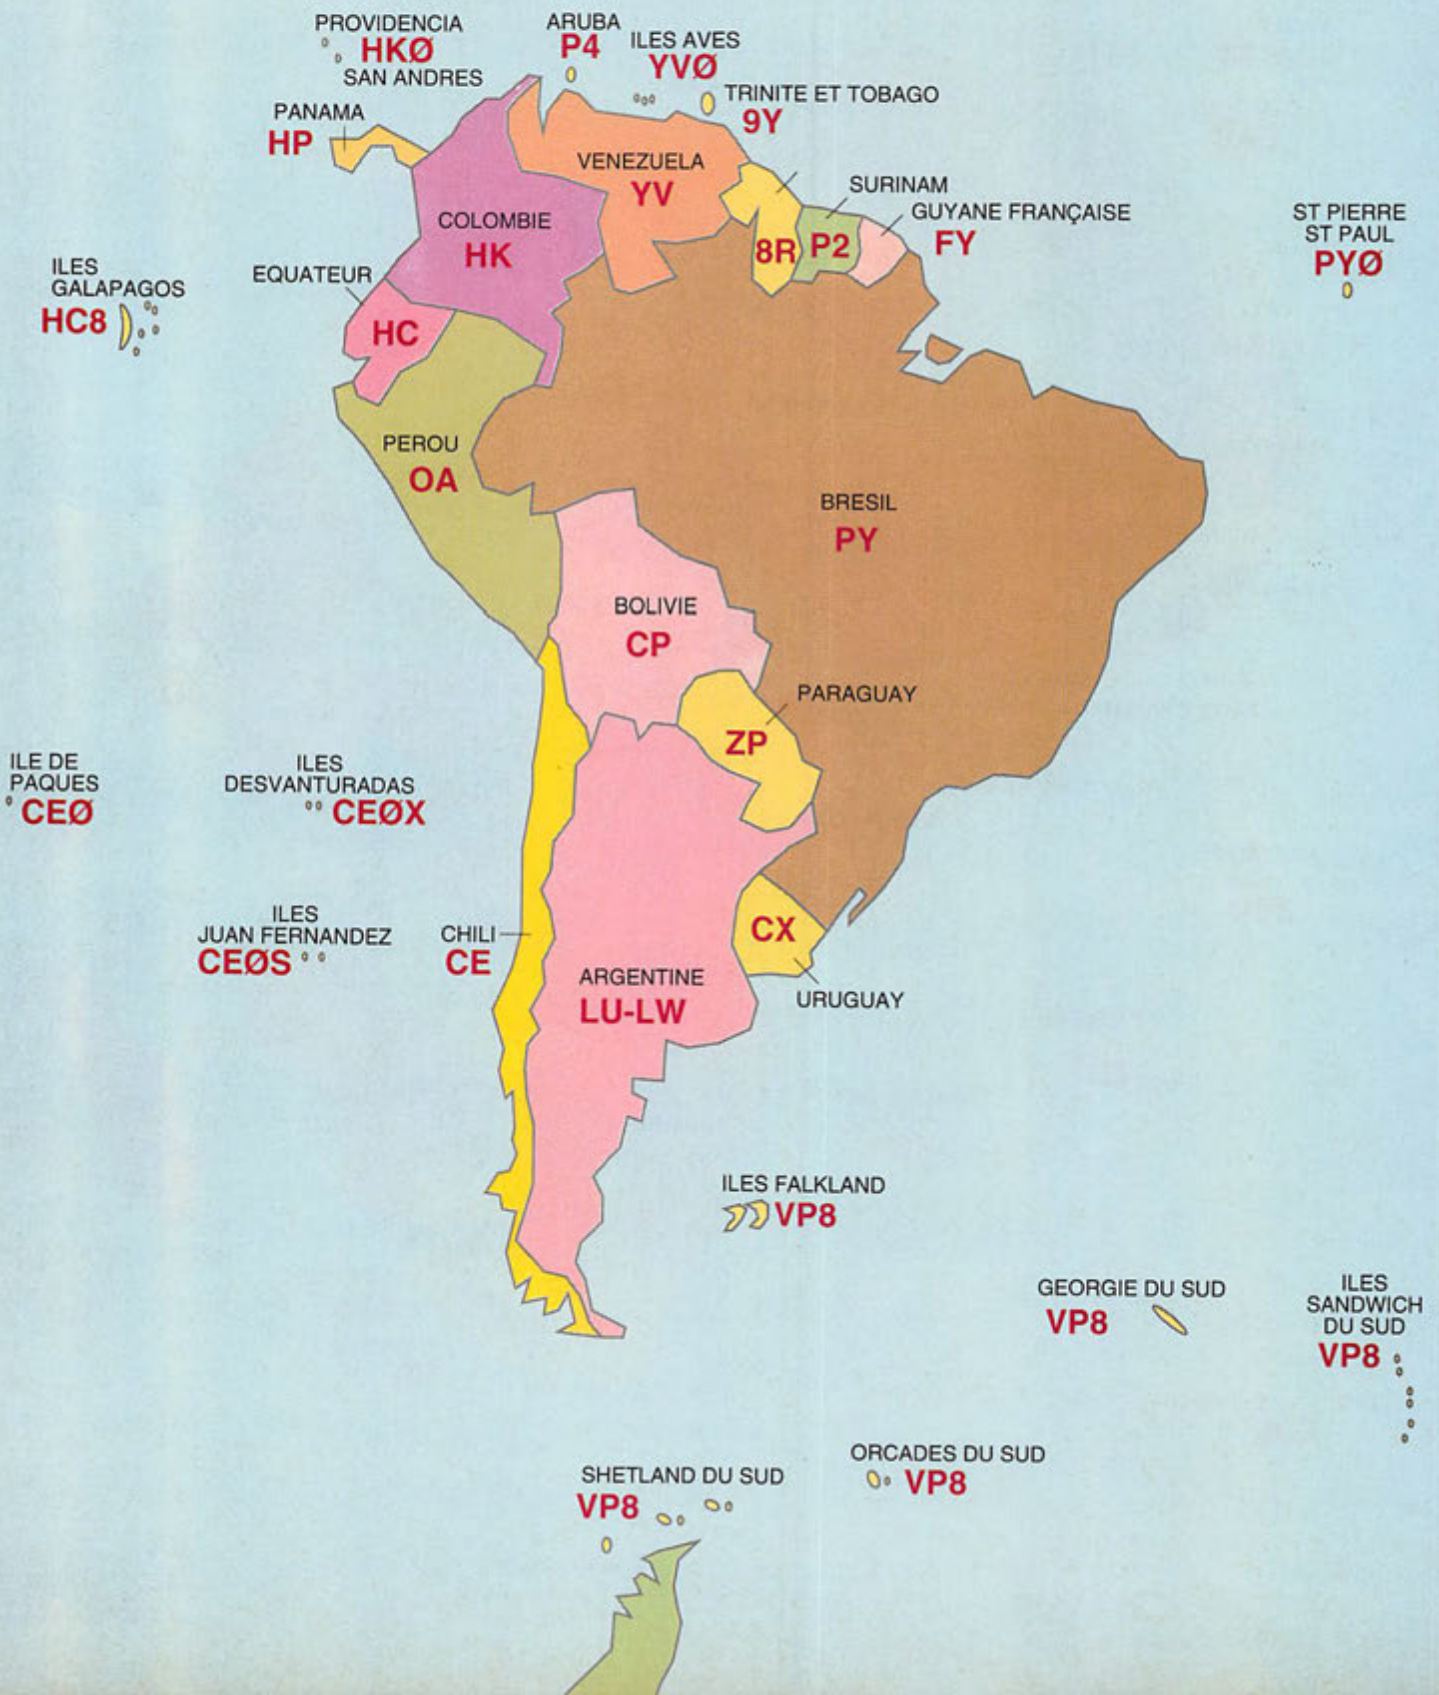 PROVIDENCIA
HKØ
SAN ANDRES
ARUBA
P4
ILES AVES
YVØ
TRINITE ET TOBAGO
9Y
PANAMA
HP
VENEZUELA
YV
SURINAM
GUYANE FRANÇAISE
COLOMBIE
HK
8R
P2
FY
ST PIERRE
ST PAUL
PYØ
ILES
GALAPAGOS
HC8
EQUATEUR
HC
PEROU
OA
BRESIL
PY
BOLIVIE
CP
PARAGUAY
ZP
ILE DE
PAQUES
CEØ
ILES
DESVANTURADAS
CEØX
ILES
JUAN FERNANDEZ
CEØS
CHILI
CE
CX
ARGENTINE
LU-LW
URUGUAY
ILES FALKLAND
VP8
GEORGIE DU SUD
VP8
ILES
SANDWICH
DU SUD
VP8
ORCADES DU SUD
VP8
SHETLAND DU SUD
VP8